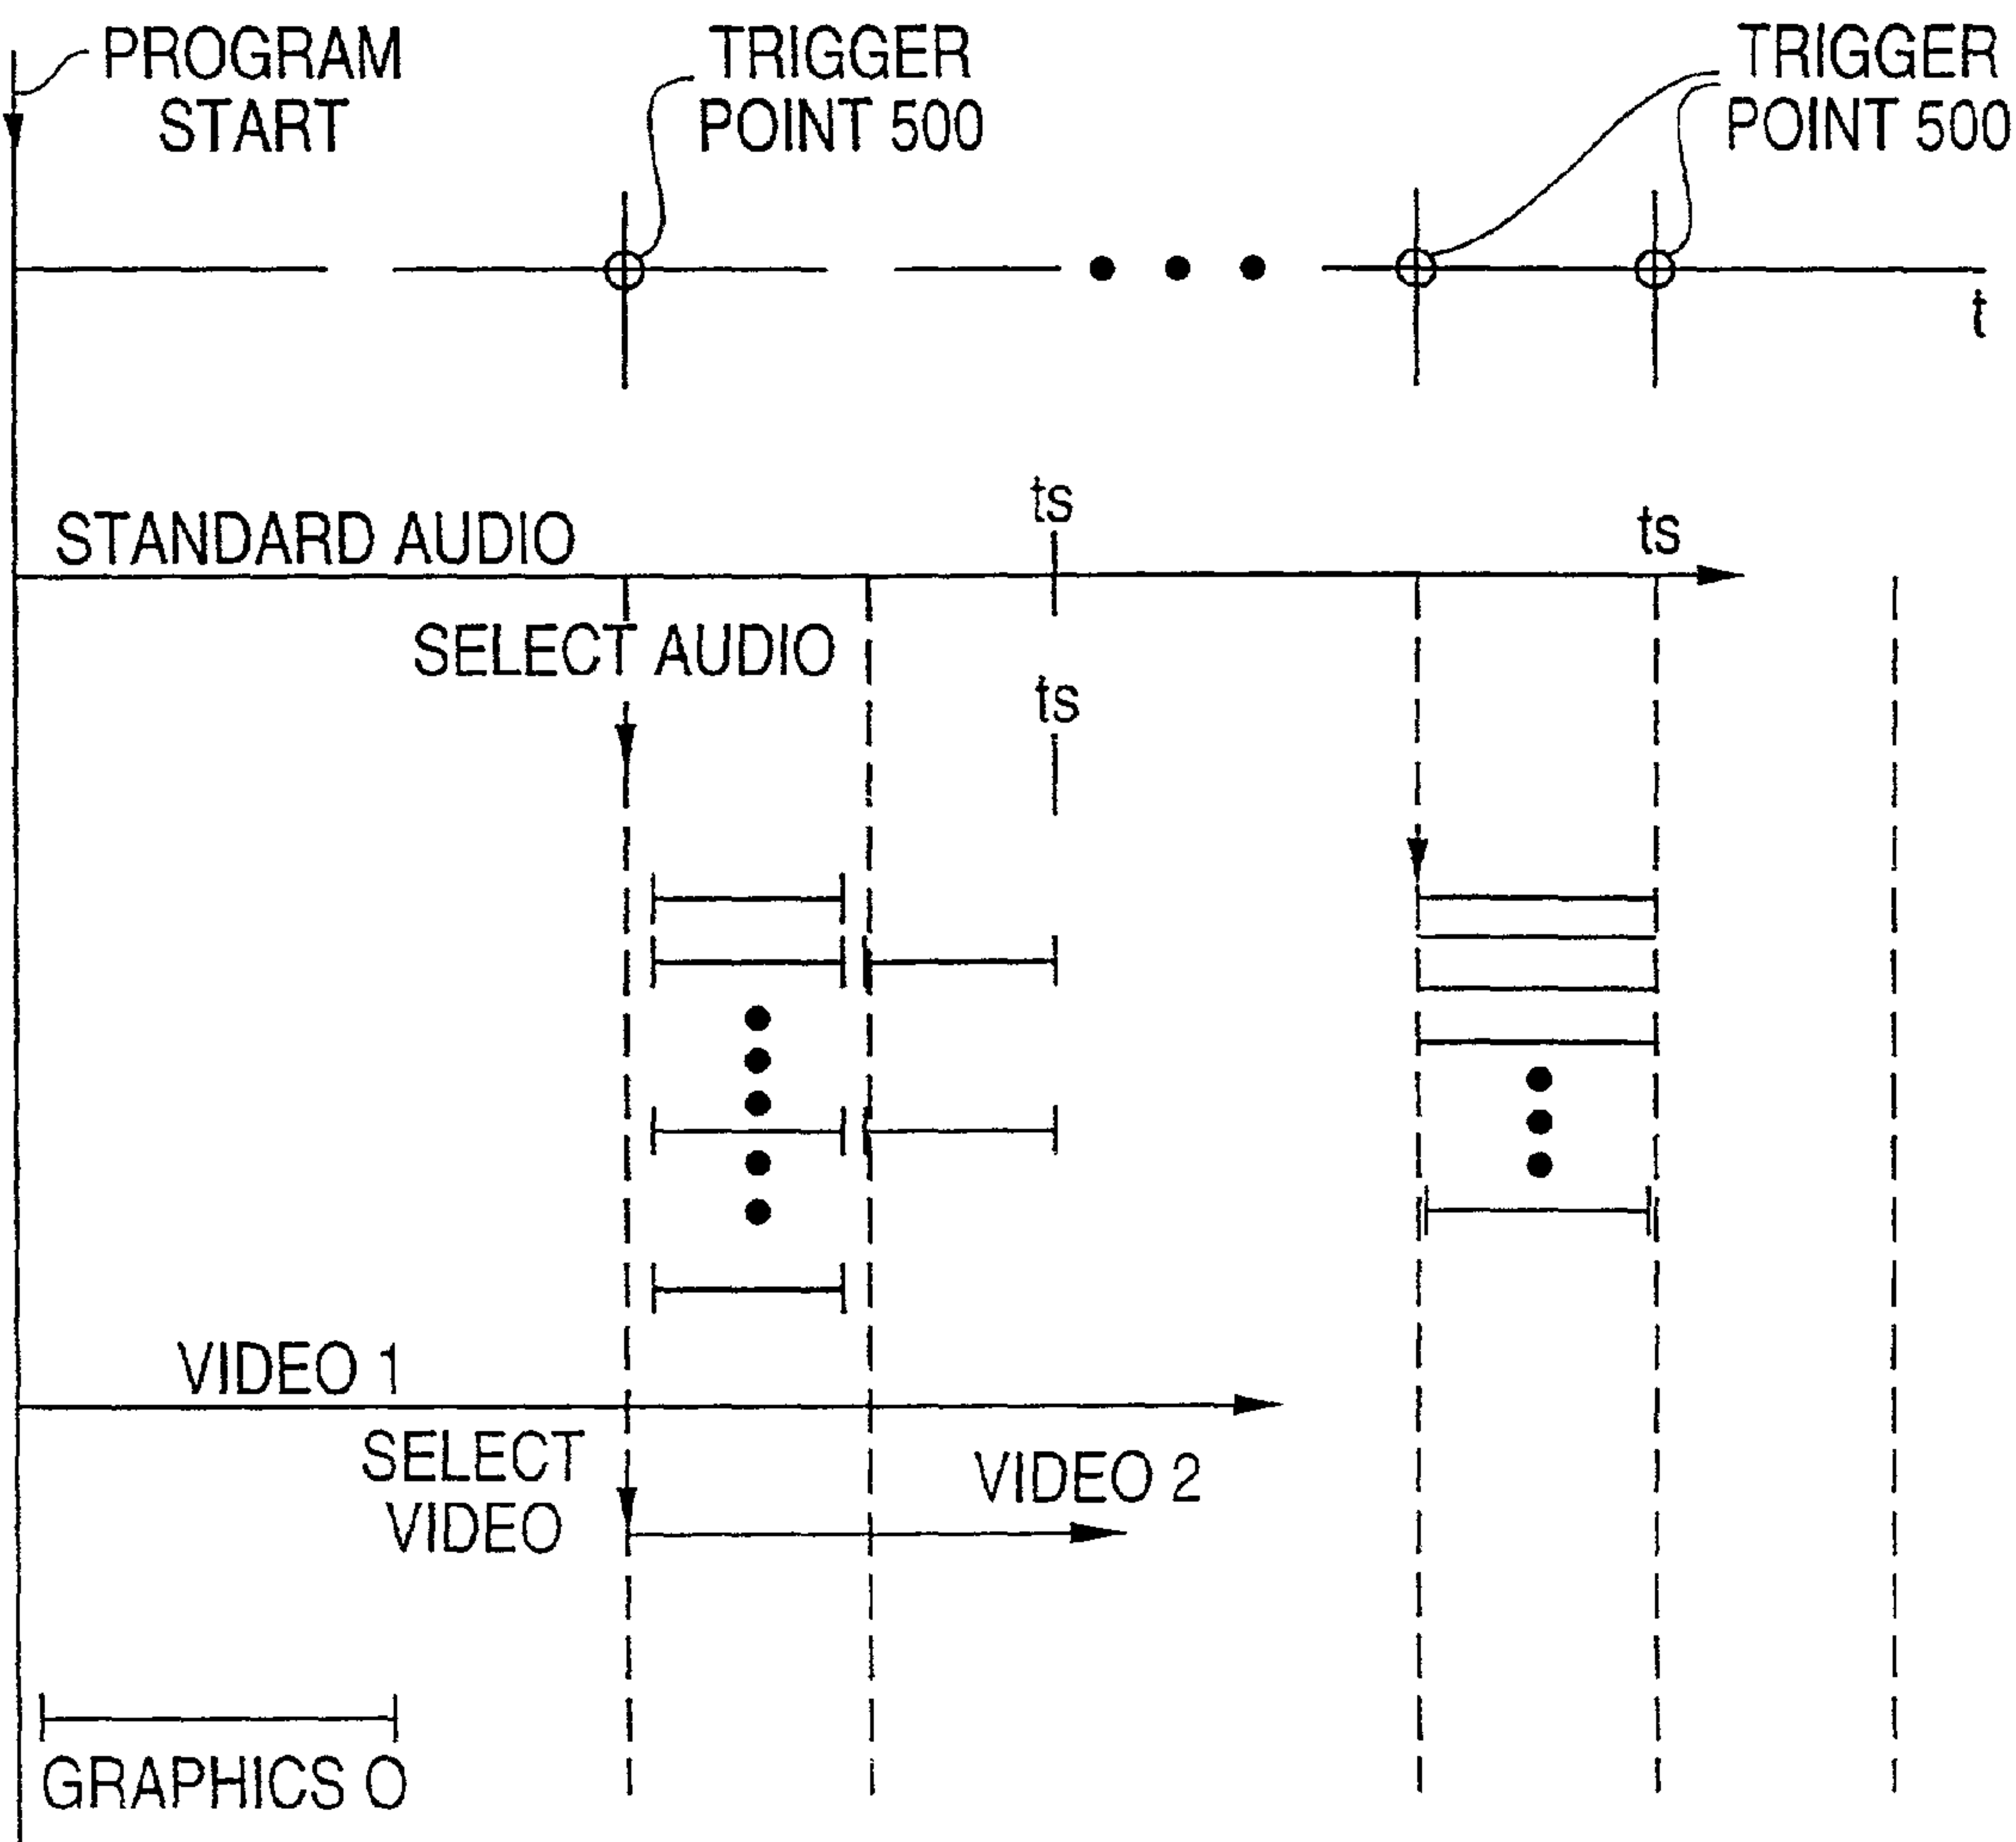 PROGRAM
START
TRIGGER
POINT 500
TRIGGER
POINT 500
t
STANDARD AUDIO
ts
ts
SELECT AUDIO
ts
VIDEO 1
SELECT
VIDEO
VIDEO 2
GRAPHICS O